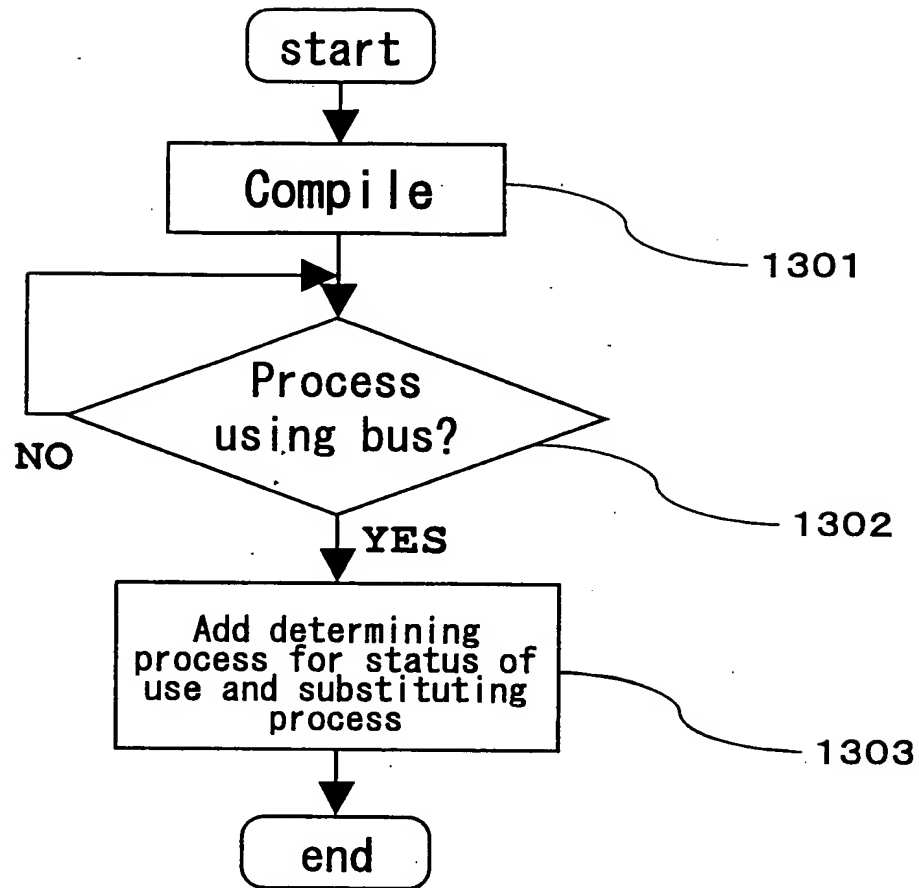 start
Compile
1301
Process
using bus?
NO
1302
YES
Add determining
process for status of
use and substituting
process
1303
end